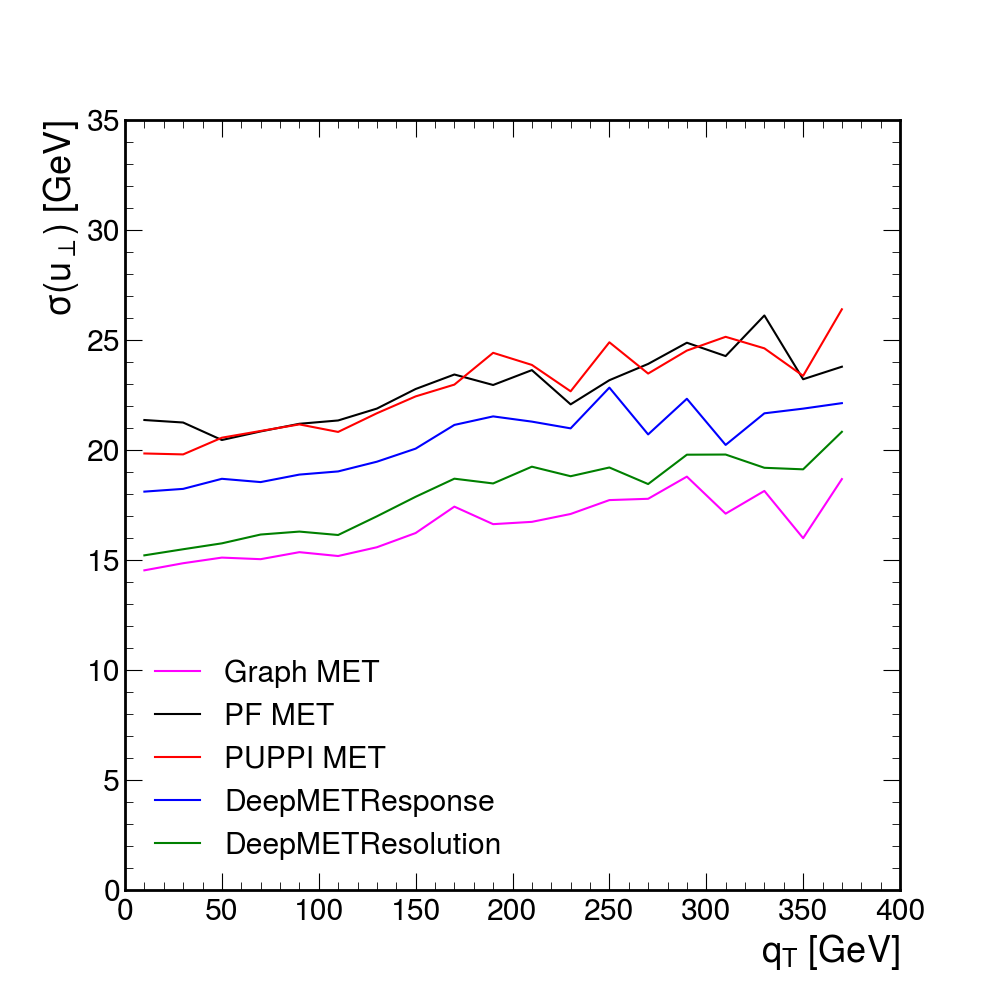 σ(u⊥) [GeV]
35
30
25
20
15
10
5
0
Graph MET
PF MET
PUPPI MET
DeepMETResponse
DeepMETResolution
0 50 100 150 200 250 300 350 400
qT [GeV]